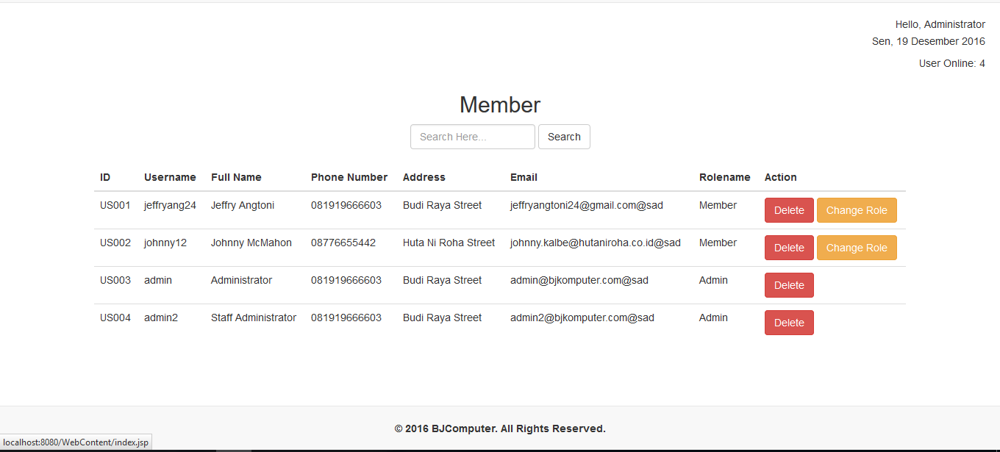 Hello, Administrator
Sen, 19 Desember 2016
User Online: 4
Member
Search Here... Search
ID Username Full Name Phone Number Address Email Rolename Action
US001 jeffryang24 Jeffry Angtoni 081919666603 Budi Raya Street jeffryangtoni24@gmail.com@sad Member Delete Change Role
US002 johnny12 Johnny McMahon 08776655442 Huta Ni Roha Street johnny.kalbe@hutaniroha.co.id@sad Member Delete Change Role
US003 admin Administrator 081919666603 Budi Raya Street admin@bjkomputer.com@sad Admin Delete
US004 admin2 Staff Administrator 081919666603 Budi Raya Street admin2@bjkomputer.com@sad Admin Delete
© 2016 BJComputer. All Rights Reserved.
localhost:8080/WebContent/index.jsp